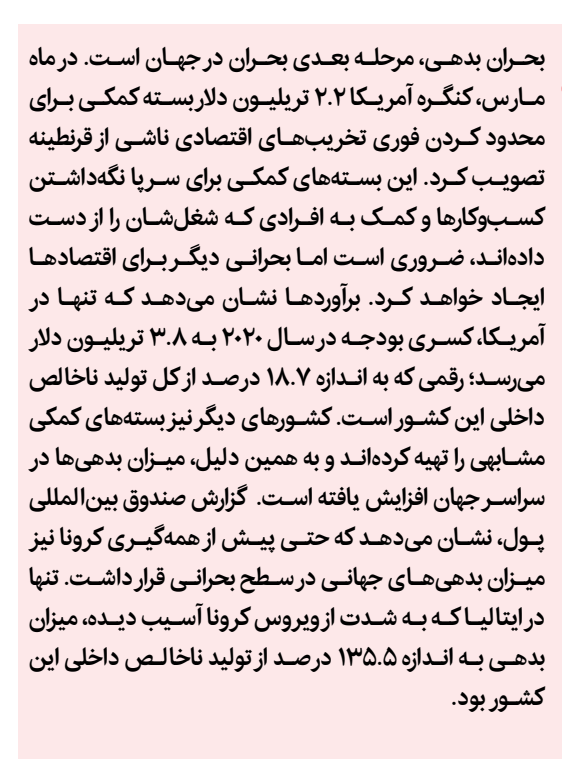 بحران بدهی، مرحله بعدی بحران در جهان است. در ماه
مارس، کنگره آمریکا ۲.۲ تریلیون دلار بسته کمکی برای
محدود کردن فوری تخریب‌های اقتصادی ناشی از قرنطینه
تصویب کرد. این بسته‌های کمکی برای سر پا نگه‌داشتن
کسب‌وکارها و کمک به افرادی که شغل‌شان را از دست
داده‌اند، ضروری است اما بحرانی دیگر برای اقتصادها
ایجاد خواهد کرد. برآوردها نشان می‌دهد که تنها در
آمریکا، کسری بودجه در سال ۲۰۲۰ به ۳.۸ تریلیون دلار
می‌رسد؛ رقمی که به اندازه ۱۸.۷ درصد از کل تولید ناخالص
داخلی این کشور است. کشورهای دیگر نیز بسته‌های کمکی
مشابهی را تهیه کرده‌اند و به همین دلیل، میزان بدهی‌ها در
سراسر جهان افزایش یافته است. گزارش صندوق بین‌المللی
پول، نشان می‌دهد که حتی پیش از همه‌گیری کرونا نیز
میزان بدهی‌های جهانی در سطح بحرانی قرار داشت. تنها
در ایتالیا که به شدت از ویروس کرونا آسیب دیده، میزان
بدهی به اندازه ۱۳۵.۵ درصد از تولید ناخالص داخلی این
کشور بود.